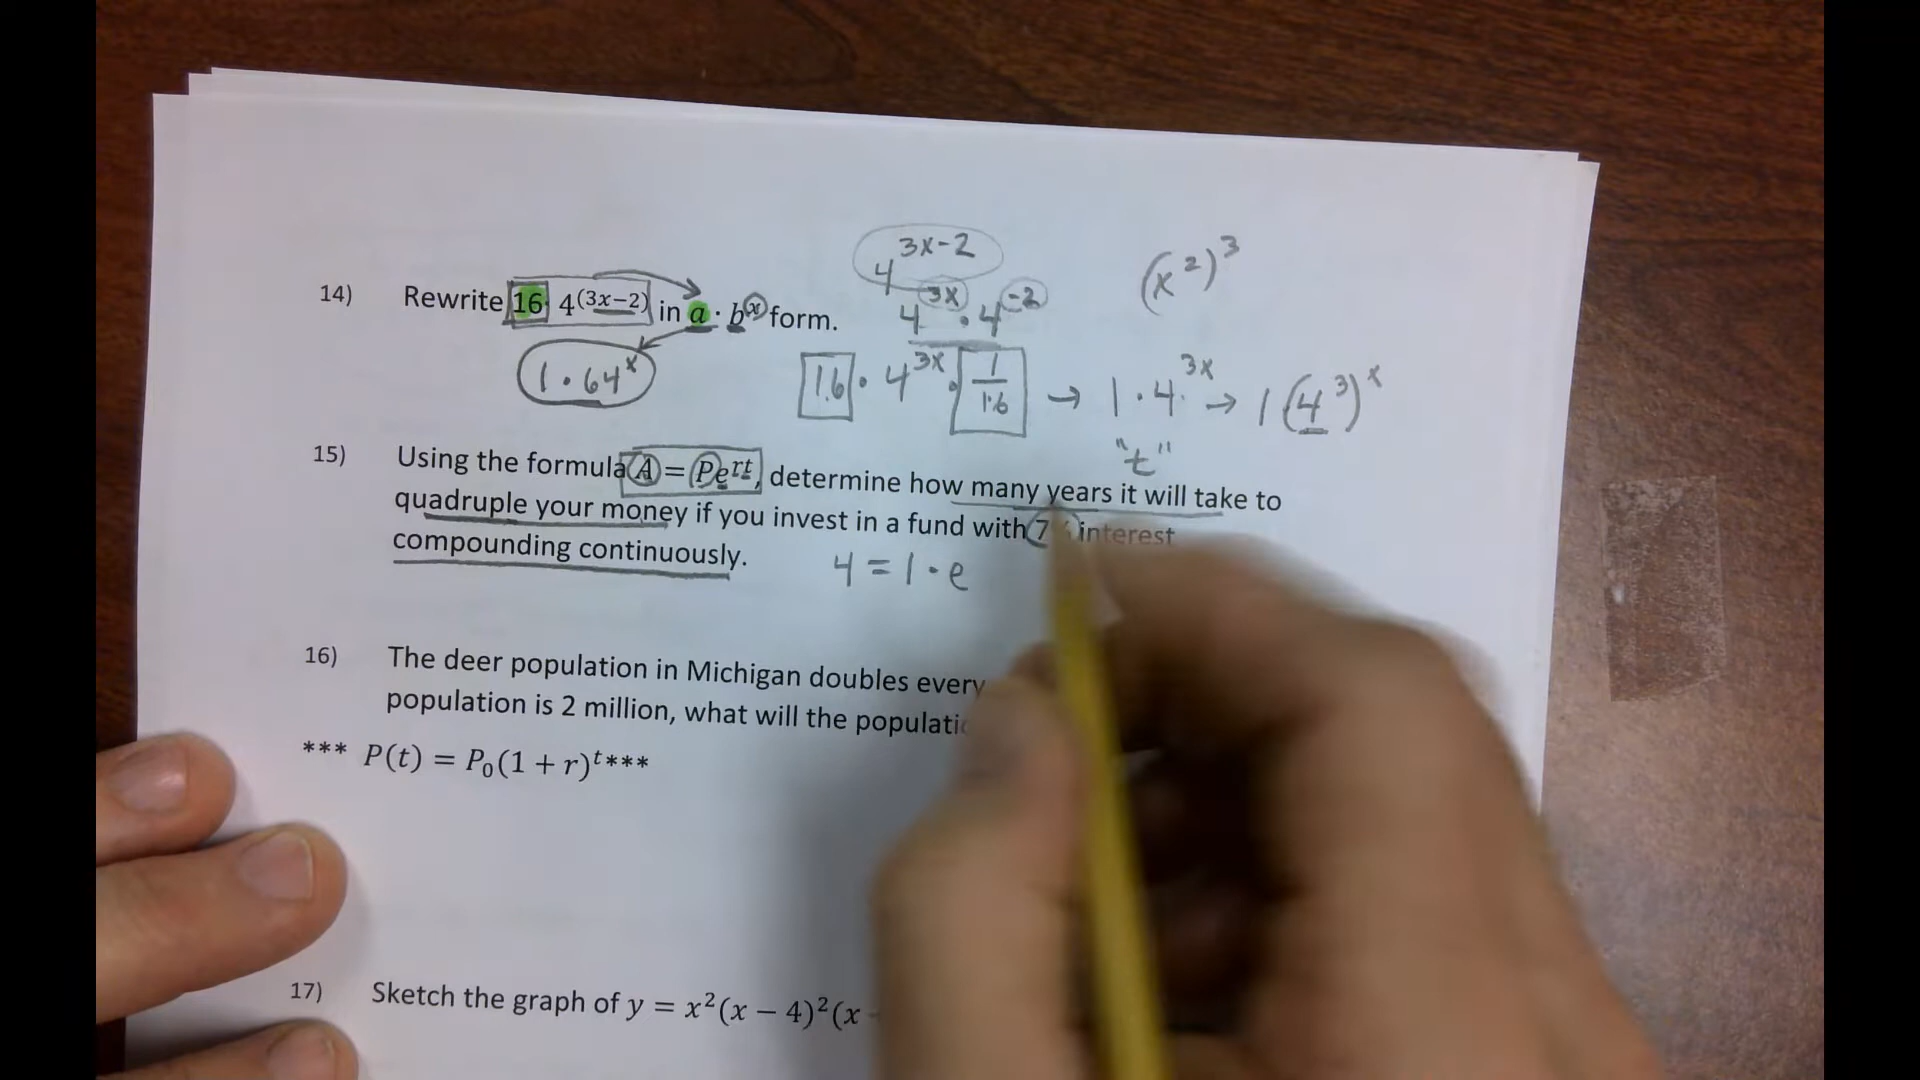 3x-2
4
(x²)³
14) Rewrite 16· 4^(3x−2) in a · b^x form.
4^3x · 4^-2
1 · 64^x
16 · 4^3x · 1/16 → 1 · 4^3x → 1(4³)^x
"t"
15) Using the formula A = Pe^rt, determine how many years it will take to
quadruple your money if you invest in a fund with 7 interest
compounding continuously.
4 = 1 · e
16) The deer population in Michigan doubles every
population is 2 million, what will the
*** P(t) = P₀(1 + r)^t***
17) Sketch the graph of y = x²(x − 4)²(x